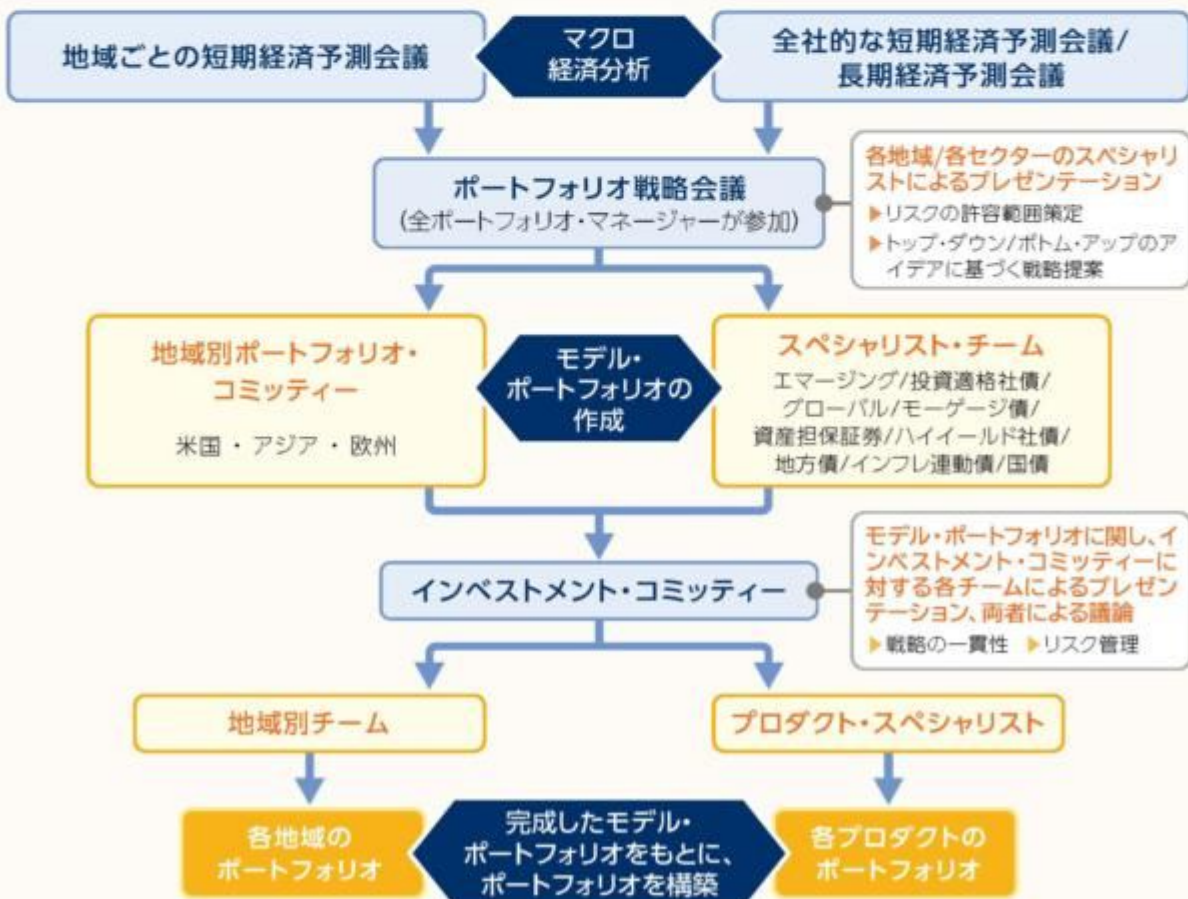 地域ごとの短期経済予測会議
マクロ
経済分析
全社的な短期経済予測会議/
長期経済予測会議
ポートフォリオ戦略会議
(全ポートフォリオ・マネージャーが参加)
各地域/各セクターのスペシャリ
ストによるプレゼンテーション
▶リスクの許容範囲策定
▶トップ・ダウン/ボトム・アップのア
イデアに基づく戦略提案
地域別ポートフォリオ・
コミッティー
米国・アジア・欧州
モデル・
ポートフォリオの
作成
スペシャリスト・チーム
エマージング/投資適格社債/
グローバル/モーゲージ債/
資産担保証券/ハイイールド社債/
地方債/インフレ連動債/国債
インベストメント・コミッティー
モデル・ポートフォリオに関し、イ
ンベストメント・コミッティーに
対する各チームによるプレゼン
テーション、両者による議論
▶戦略の一貫性 ▶リスク管理
地域別チーム
プロダクト・スペシャリスト
各地域の
ポートフォリオ
完成したモデル・
ポートフォリオをもとに、
ポートフォリオを構築
各プロダクトの
ポートフォリオ